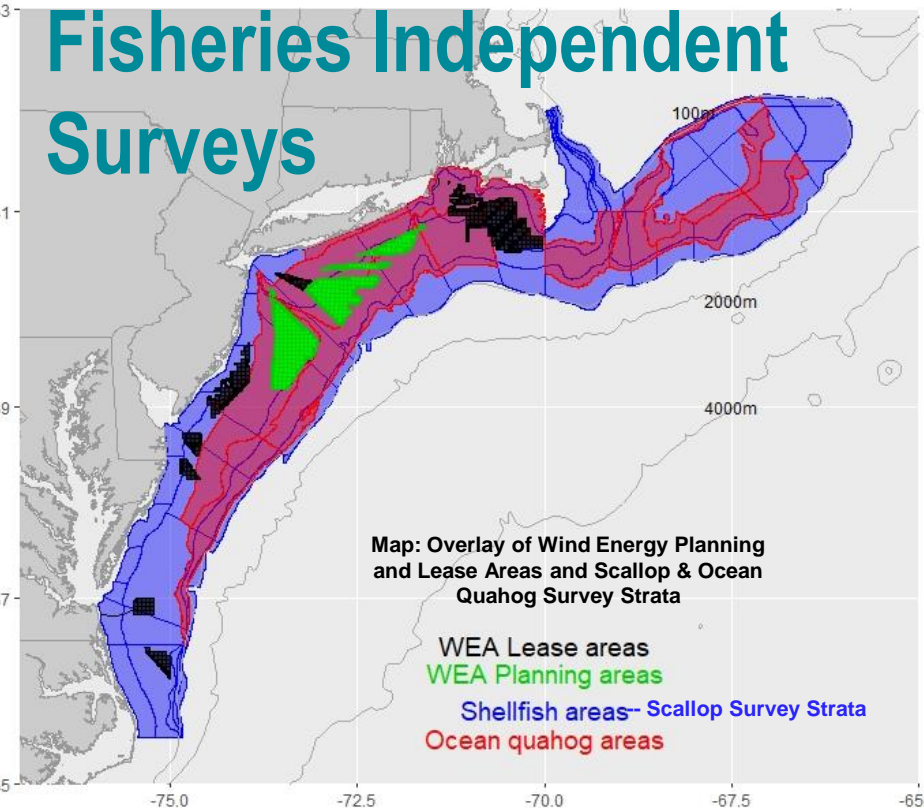 Fisheries Independent
Surveys
100m
2000m
4000m
Map: Overlay of Wind Energy Planning
and Lease Areas and Scallop & Ocean
Quahog Survey Strata
WEA Lease areas
WEA Planning areas
Shellfish areas-- Scallop Survey Strata
Ocean quahog areas
3
1
9
7
5
-75.0 -72.5 -70.0 -67.5 -65